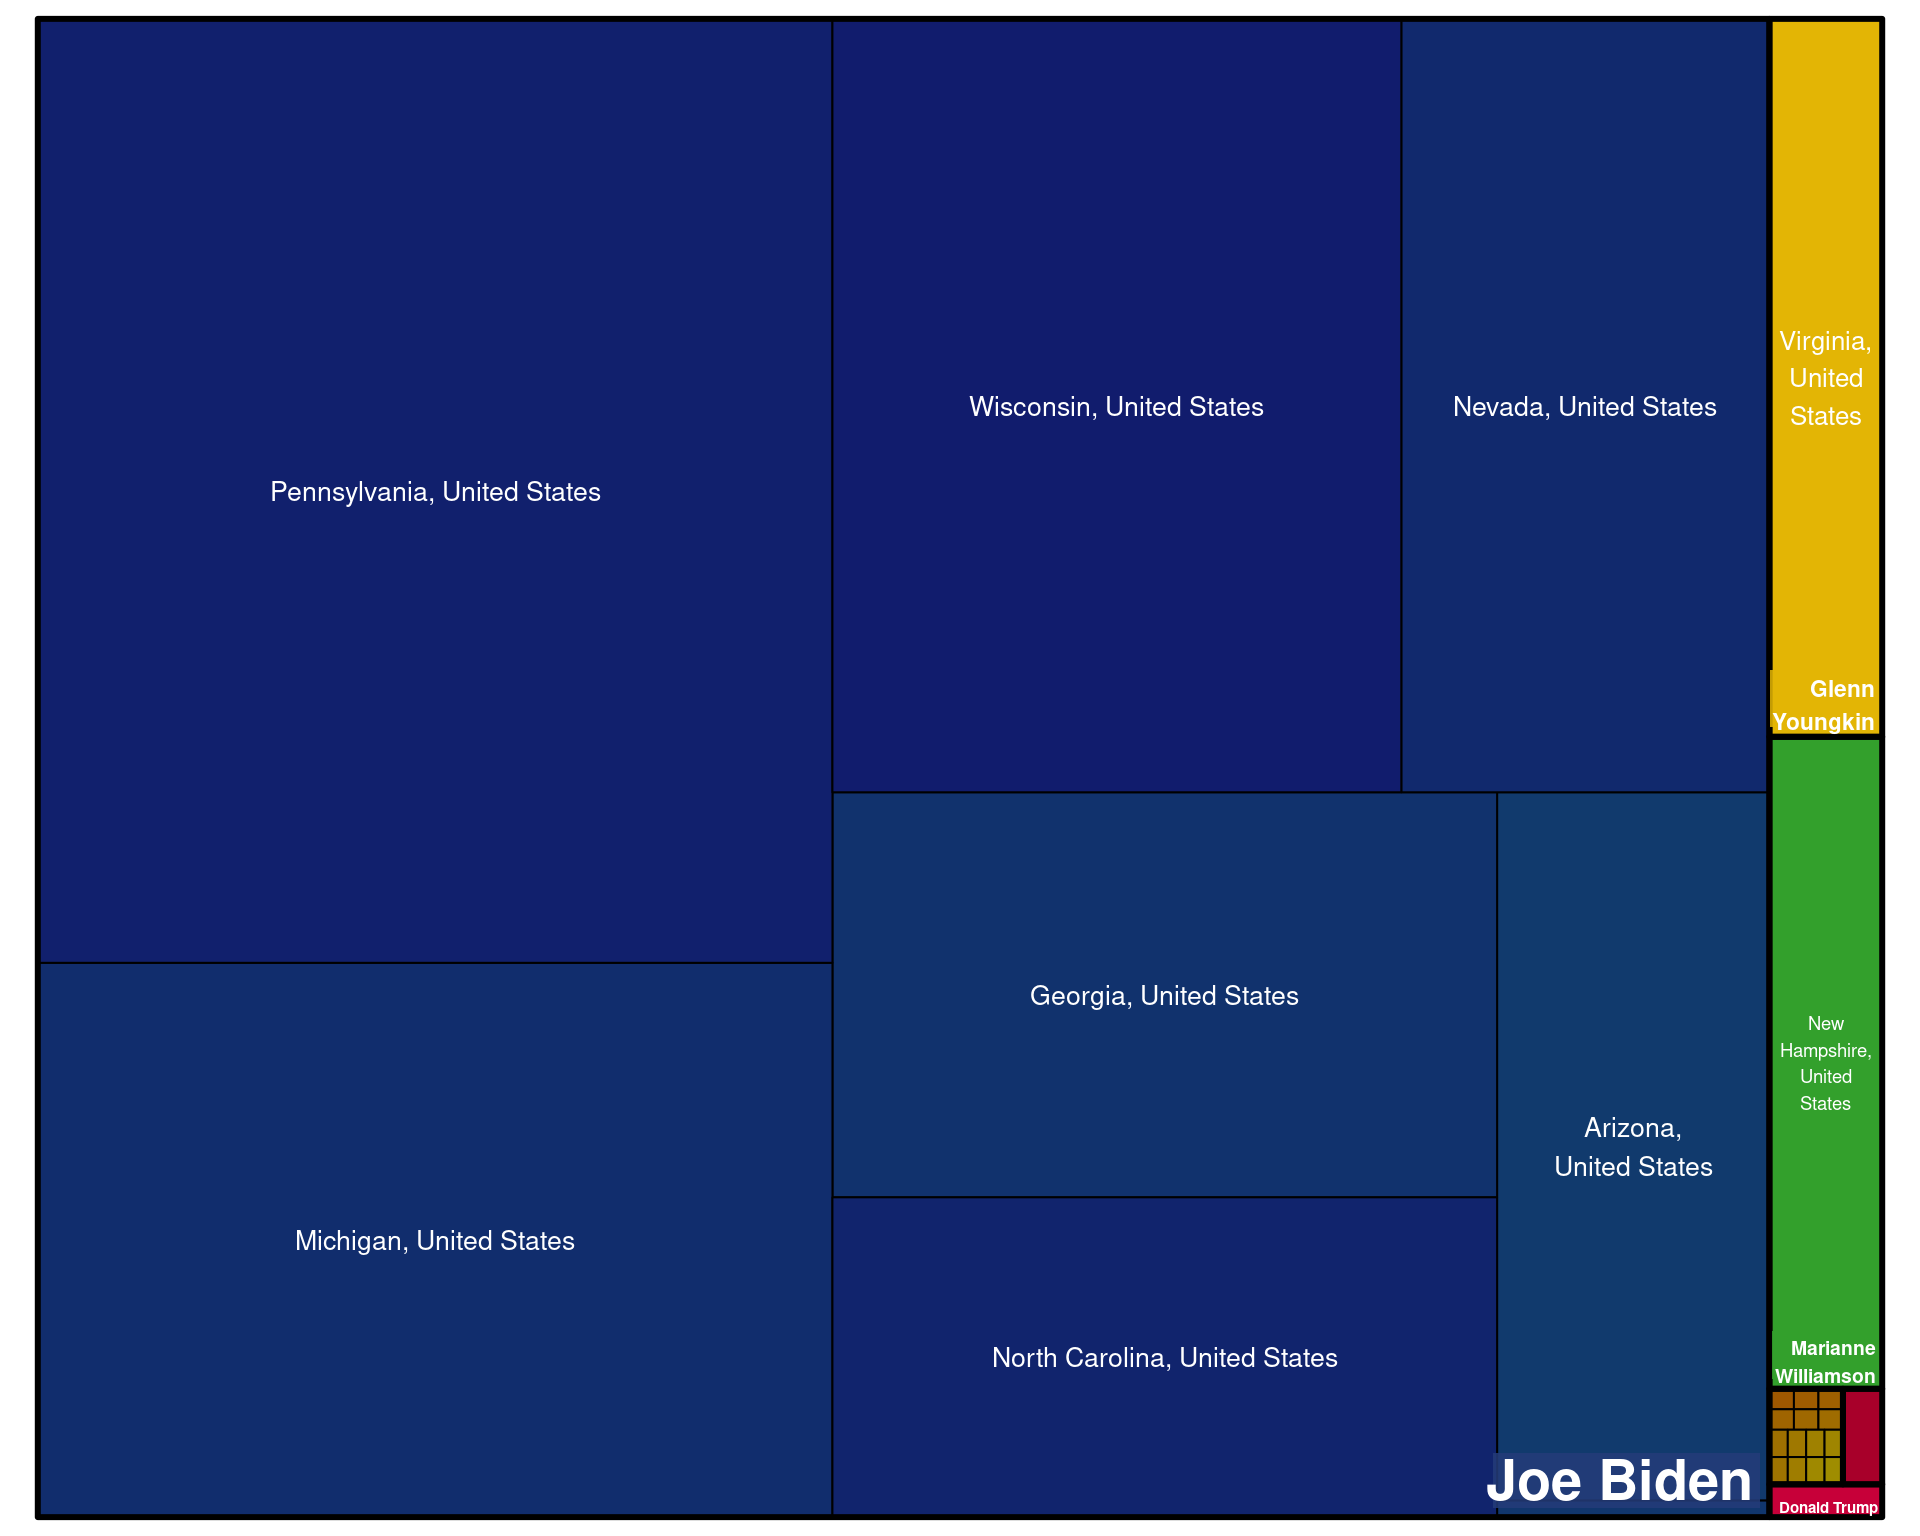 Pennsylvania, United States
Wisconsin, United States
Nevada, United States
Virginia,
United
States
Glenn
Youngkin
Georgia, United States
Arizona,
United States
New
Hampshire,
United
States
Michigan, United States
North Carolina, United States
Marianne
Williamson
Joe Biden
Donald Trump